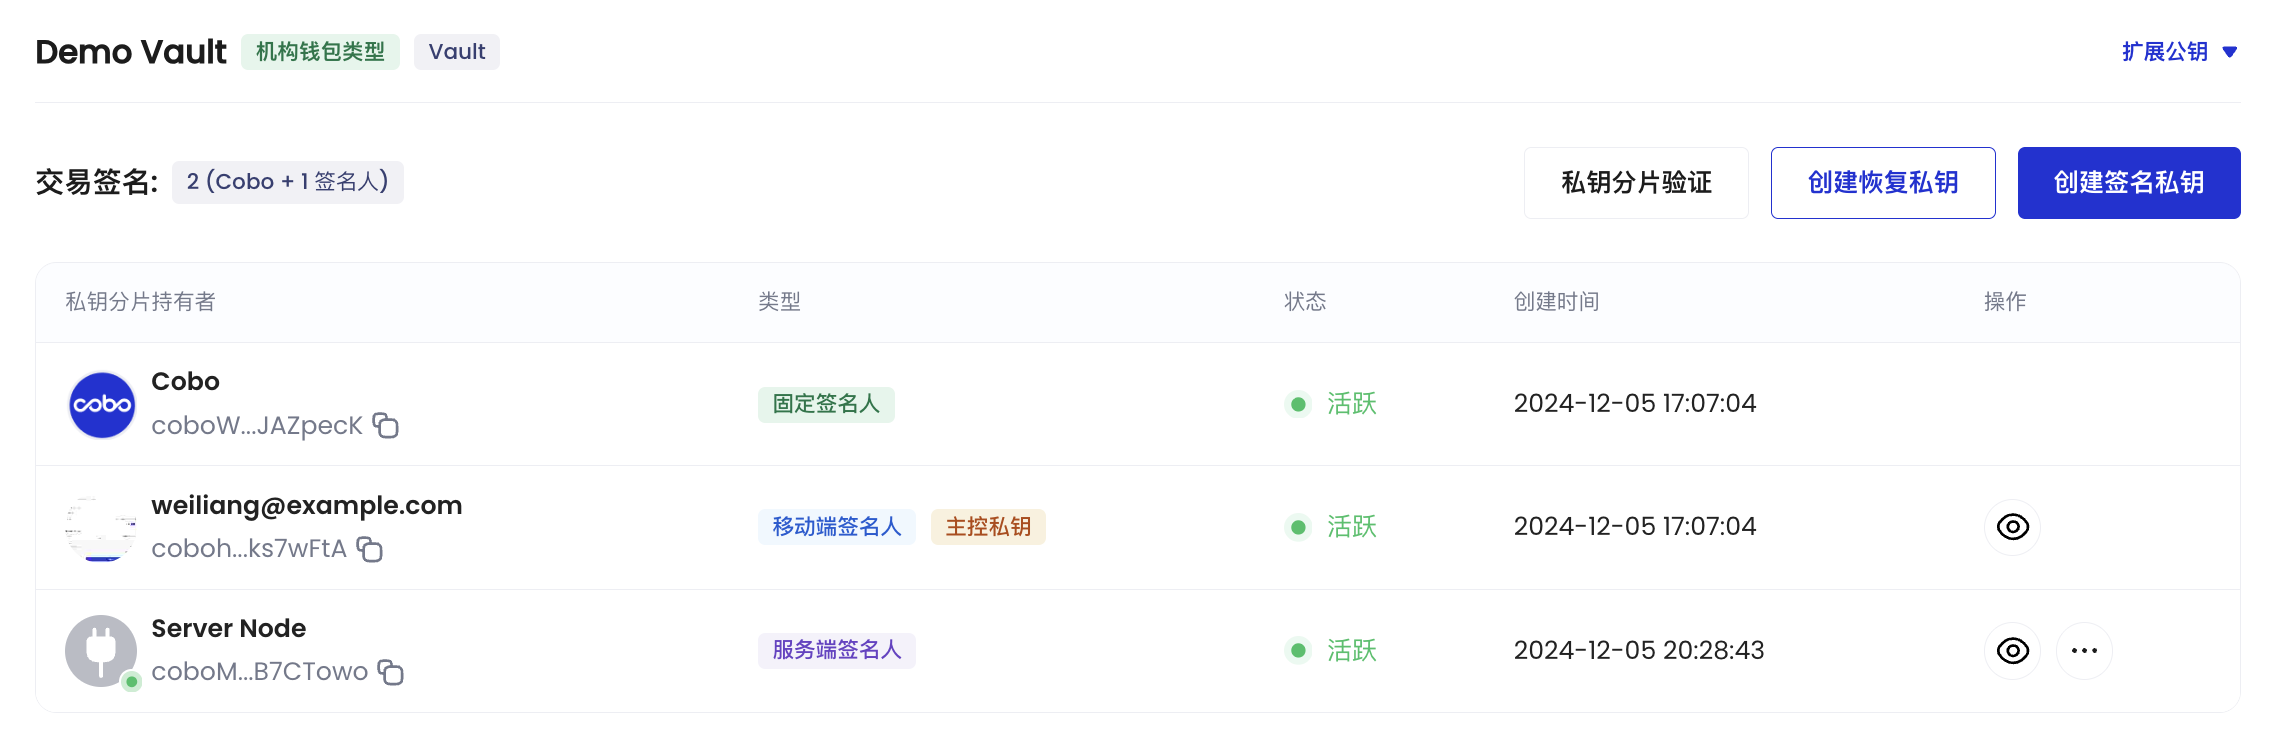 Demo Vault 机构钱包类型 Vault 扩展公钥
交易签名: 2 (Cobo + 1 签名人) 私钥分片验证 创建恢复私钥 创建签名私钥
私钥分片持有者 类型 状态 创建时间 操作
cobo
Cobo
coboW...JAZpecK 固定签名人 活跃 2024-12-05 17:07:04
weiliang@example.com
coboh...ks7wFtA 移动端签名人 主控私钥 活跃 2024-12-05 17:07:04
Server Node
coboM...B7CTowo 服务端签名人 活跃 2024-12-05 20:28:43